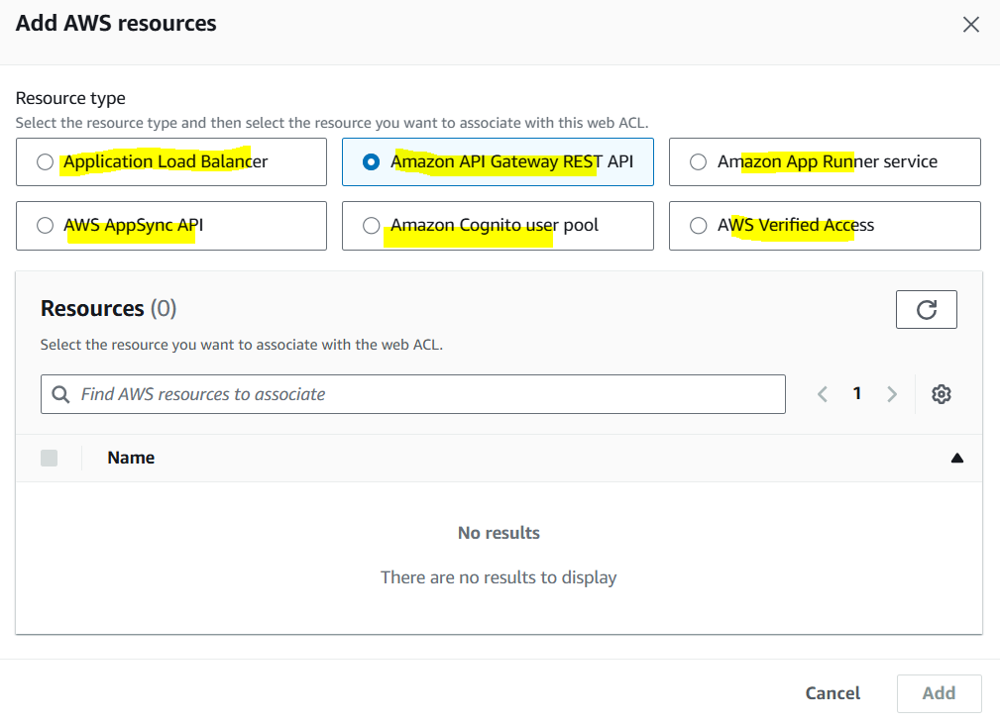 Add AWS resources
Resource type
Select the resource type and then select the resource you want to associate with this web ACL.
Application Load Balancer
Amazon API Gateway REST API
Amazon App Runner service
AWS AppSync API
Amazon Cognito user pool
AWS Verified Access
Resources (0)
Select the resource you want to associate with the web ACL.
Find AWS resources to associate
1
Name
No results
There are no results to display
Cancel
Add